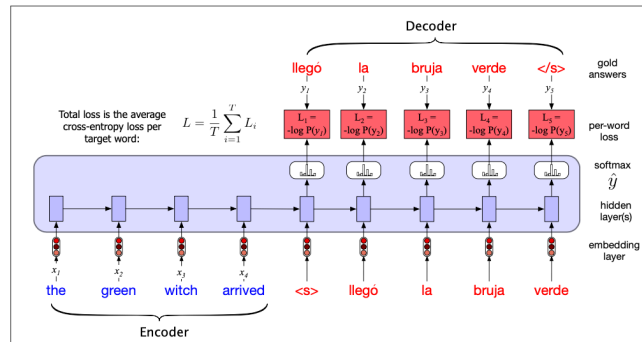 Decoder
llegó la bruja verde </s> gold answers
y₁ y₂ y₃ y₄ y₅
Total loss is the average cross-entropy loss per target word:
L = 1/T ∑ᵢ₌₁ᵀ Lᵢ
L₁ = -log P(y₁) L₂ = -log P(y₂) L₃ = -log P(y₃) L₄ = -log P(y₄) L₅ = -log P(y₅) per-word loss
softmax
ŷ
hidden layer(s)
embedding layer
x₁ x₂ x₃ x₄
the green witch arrived <s> llegó la bruja verde
Encoder